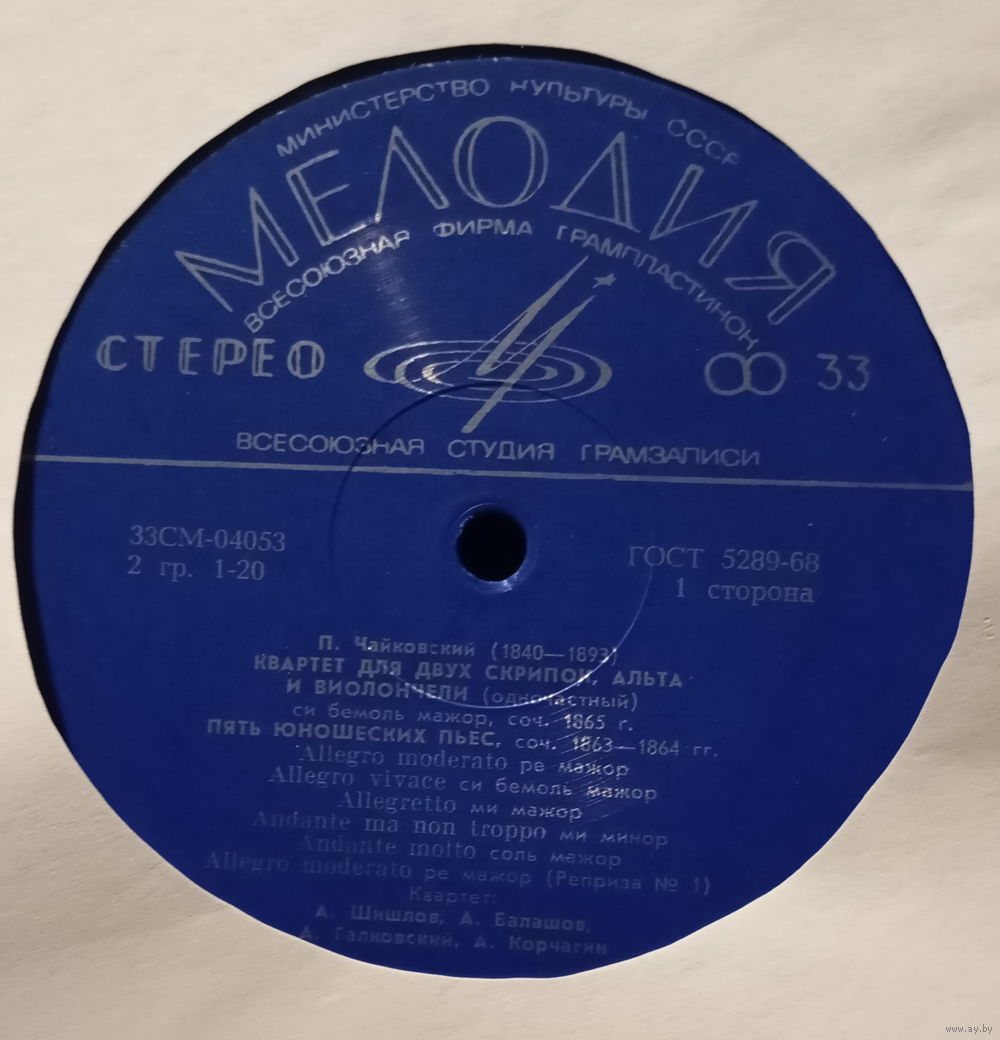 МИНИСТЕРСТВО КУЛЬТУРЫ СССР
МЕЛОДИЯ
ВСЕСОЮЗНАЯ ФИРМА ГРАМПЛАСТИНОК
СТЕРЕО
33
ВСЕСОЮЗНАЯ СТУДИЯ ГРАМЗАПИСИ
33СМ-04053
2 гр. 1-20
ГОСТ 5289-68
1 сторона
П. Чайковский (1840—1893)
КВАРТЕТ ДЛЯ ДВУХ СКРИПОК, АЛЬТА
И ВИОЛОНЧЕЛИ (одночастный)
си бемоль мажор, соч. 1865 г.
ПЯТЬ ЮНОШЕСКИХ ПЬЕС, соч. 1863—1864 гг.
Allegro moderato ре мажор
Allegro vivace си бемоль мажор
Allegretto ми мажор
Andante ma non troppo ми минор
Andante molto соль мажор
Allegro moderato ре мажор (Реприза № 1)
Квартет:
А. Шишлов, А. Балашов,
А. Галковский, А. Корчагин
www.ay.by